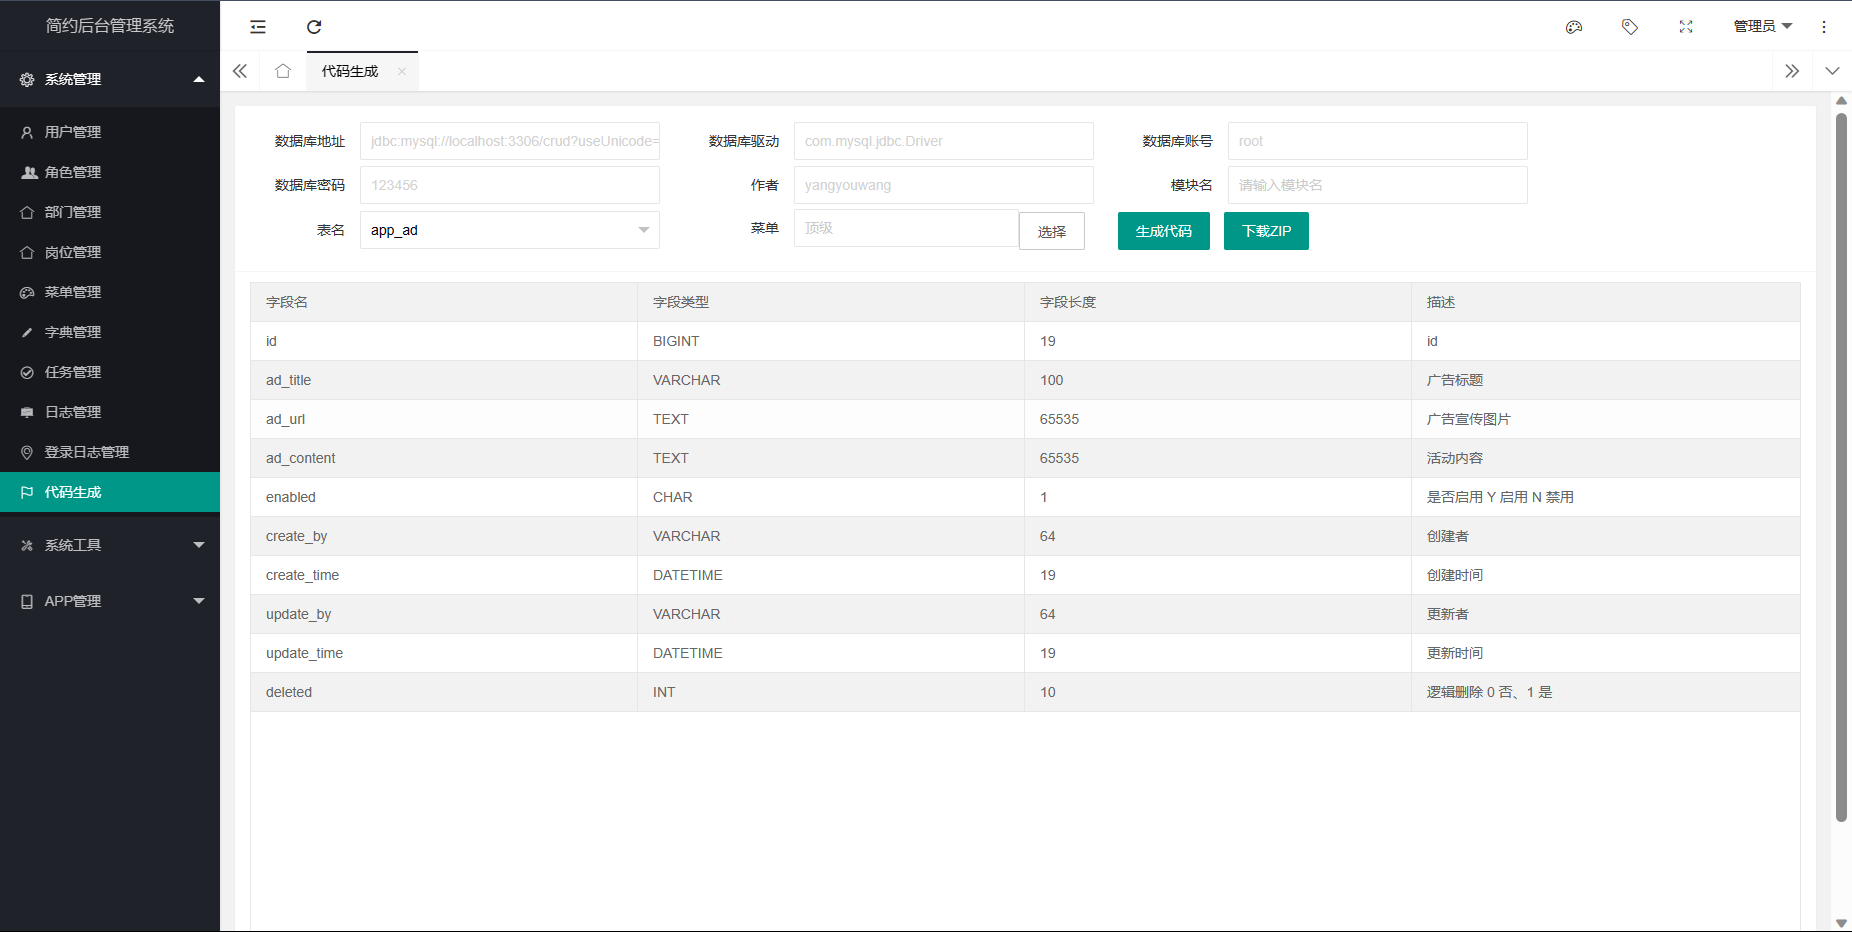 简约后台管理系统
管理员
系统管理
代码生成
用户管理
角色管理
部门管理
岗位管理
菜单管理
字典管理
任务管理
日志管理
登录日志管理
代码生成
系统工具
APP管理
数据库地址 jdbc:mysql://localhost:3306/crud?useUnicode= 数据库驱动 com.mysql.jdbc.Driver 数据库账号 root
数据库密码 123456 作者 yangyouwang 模块名 请输入模块名
表名 app_ad 菜单 顶级 选择 生成代码 下载ZIP
字段名 字段类型 字段长度 描述
id BIGINT 19 id
ad_title VARCHAR 100 广告标题
ad_url TEXT 65535 广告宣传图片
ad_content TEXT 65535 活动内容
enabled CHAR 1 是否启用 Y 启用 N 禁用
create_by VARCHAR 64 创建者
create_time DATETIME 19 创建时间
update_by VARCHAR 64 更新者
update_time DATETIME 19 更新时间
deleted INT 10 逻辑删除 0 否、1 是